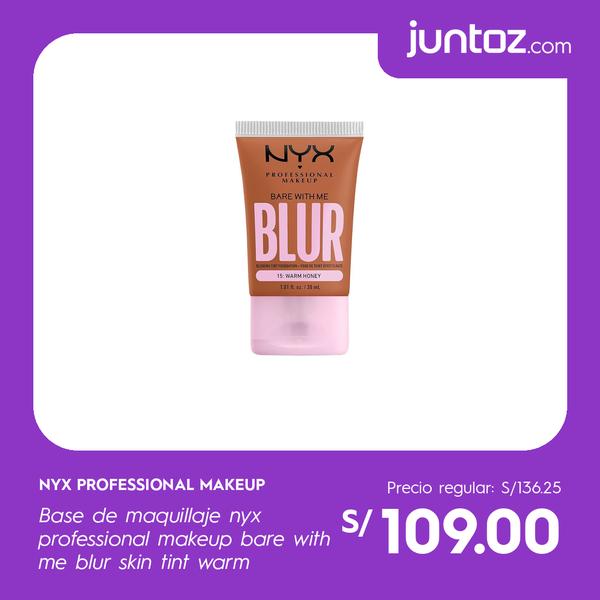 juntoz.com
NYX
PROFESSIONAL
MAKEUP
BARE WITH ME
BLUR
15: WARM HONEY
1.01 fl. oz. / 30 mL
NYX PROFESSIONAL MAKEUP
Base de maquillaje nyx
professional makeup bare with
me blur skin tint warm
Precio regular: S/136.25
S/109.00